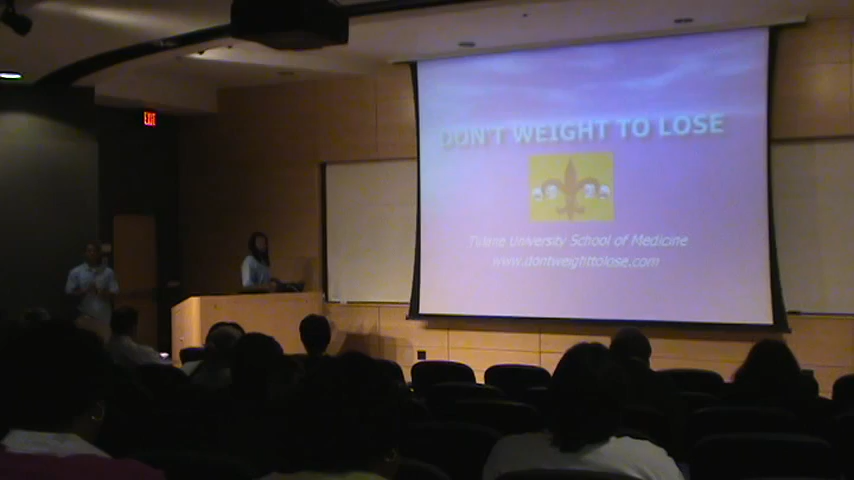 EXIT
DON'T WEIGHT TO LOSE
Tulane University School of Medicine
www.dontweighttolose.com